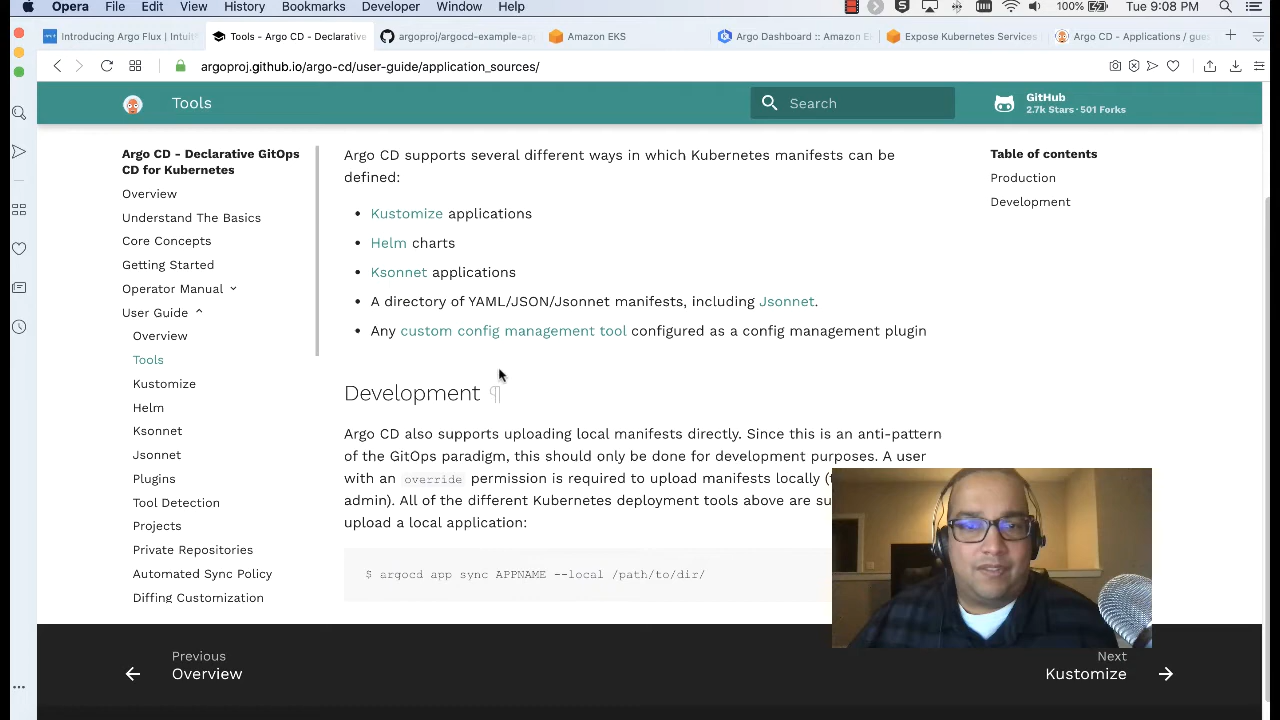 Opera File Edit View History Bookmarks Developer Window Help 100% Tue 9:08 PM
Introducing Argo Flux | Intuit
Tools - Argo CD - Declarative
argoproj/argocd-example-app
Amazon EKS
Argo Dashboard :: Amazon E
Expose Kubernetes Services
Argo CD - Applications / gues
argoproj.github.io/argo-cd/user-guide/application_sources/
Tools
Search
GitHub
2.7k Stars · 501 Forks
Argo CD - Declarative GitOps
CD for Kubernetes
Overview
Understand The Basics
Core Concepts
Getting Started
Operator Manual
User Guide
Overview
Tools
Kustomize
Helm
Ksonnet
Jsonnet
Plugins
Tool Detection
Projects
Private Repositories
Automated Sync Policy
Diffing Customization
Argo CD supports several different ways in which Kubernetes manifests can be
defined:
• Kustomize applications
• Helm charts
• Ksonnet applications
• A directory of YAML/JSON/Jsonnet manifests, including Jsonnet.
• Any custom config management tool configured as a config management plugin
Development ¶
Argo CD also supports uploading local manifests directly. Since this is an anti-pattern
of the GitOps paradigm, this should only be done for development purposes. A user
with an override permission is required to upload manifests locally (
admin). All of the different Kubernetes deployment tools above are su
upload a local application:
$ argocd app sync APPNAME --local /path/to/dir/
Table of contents
Production
Development
Previous
Overview
Next
Kustomize